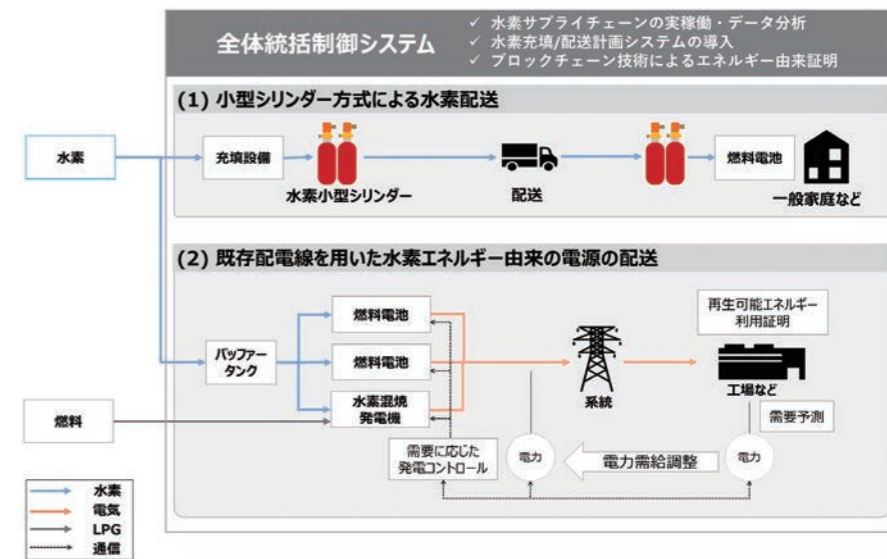 全体統括制御システム
✓ 水素サプライチェーンの実稼働・データ分析
✓ 水素充填/配送計画システムの導入
✓ ブロックチェーン技術によるエネルギー由来証明
(1) 小型シリンダー方式による水素配送
水素
充填設備
水素小型シリンダー
配送
燃料電池
一般家庭など
(2) 既存配電線を用いた水素エネルギー由来の電源の配送
バッファー
タンク
燃料電池
燃料電池
水素混焼
発電機
系統
再生可能エネルギー
利用証明
工場など
燃料
需要予測
需要に応じた
発電コントロール
電力
電力需給調整
電力
水素
電気
LPG
通信